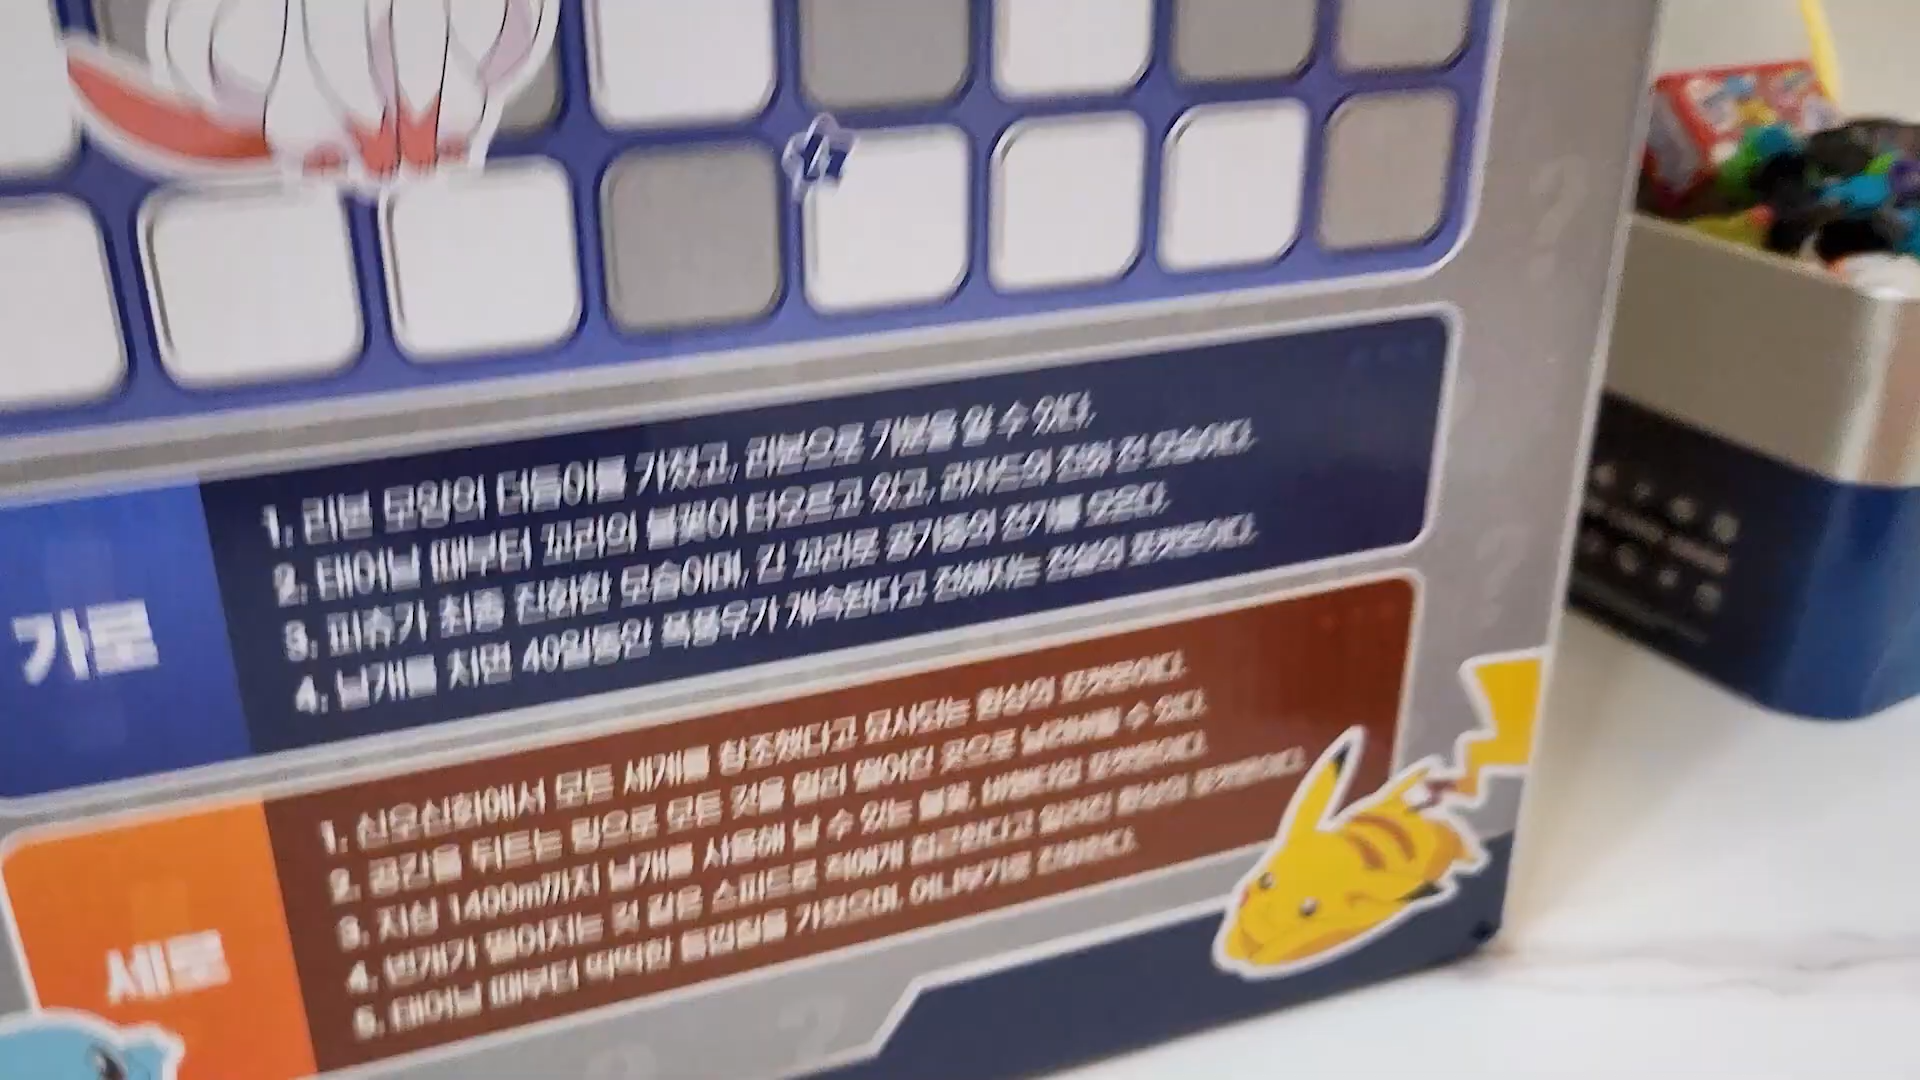 4
가로
1. 리본 모양의 더듬이를 가졌고, 리본으로 기분을 알 수 있다.
2. 태어날 때부터 꼬리의 불꽃이 타오르고 있고, 리자드의 진화 전 모습이다.
3. 피츄가 최종 진화한 모습이며, 긴 꼬리로 공기중의 전기를 모은다.
4. 날개를 치면 40일동안 폭풍우가 계속된다고 전해지는 전설의 포켓몬이다.
세로
1. 신오신화에서 모든 세계를 창조했다고 묘사되는 환상의 포켓몬이다.
2. 공간을 뒤트는 링으로 모든 것을 멀리 떨어진 곳으로 날려버릴 수 있다.
3. 지상 1400m까지 날개를 사용해 날 수 있는 불꽃, 비행타입 포켓몬이다.
4. 번개가 떨어지는 것 같은 스피드로 적에게 접근한다고 알려진 환상의 포켓몬이다.
5. 태어날 때부터 딱딱한 등껍질을 가졌으며, 어니부기로 진화한다.